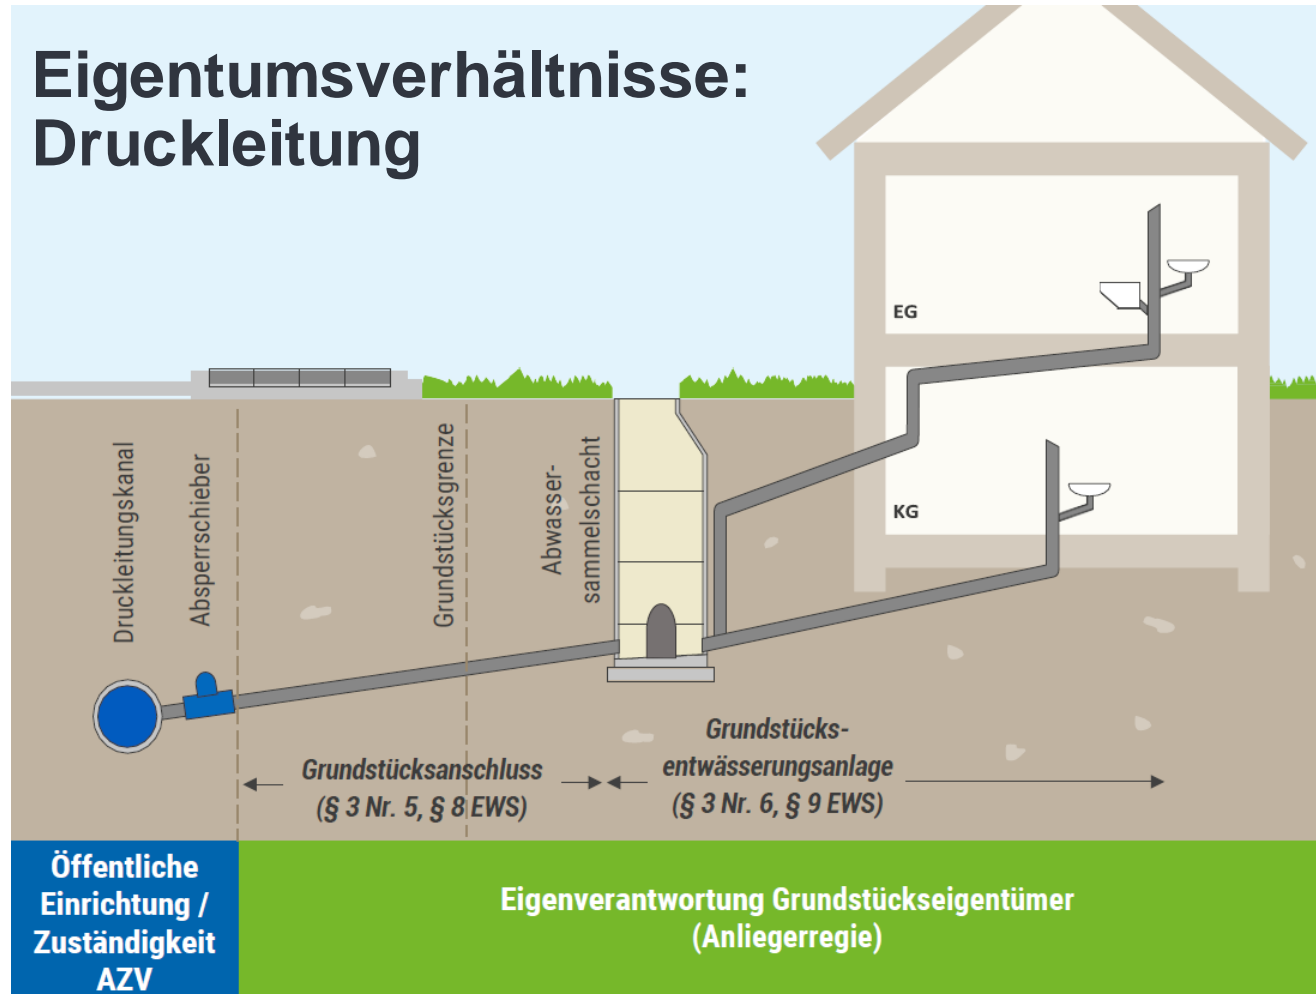 Eigentumsverhältnisse:
Druckleitung
EG
KG
Druckleitungskanal
Absperrschieber
Grundstücksgrenze
Abwasser-
sammelschacht
Grundstücksanschluss
(§ 3 Nr. 5, § 8 EWS)
Grundstücks-
entwässerungsanlage
(§ 3 Nr. 6, § 9 EWS)
Öffentliche
Einrichtung /
Zuständigkeit
AZV
Eigenverantwortung Grundstückseigentümer
(Anliegerregie)